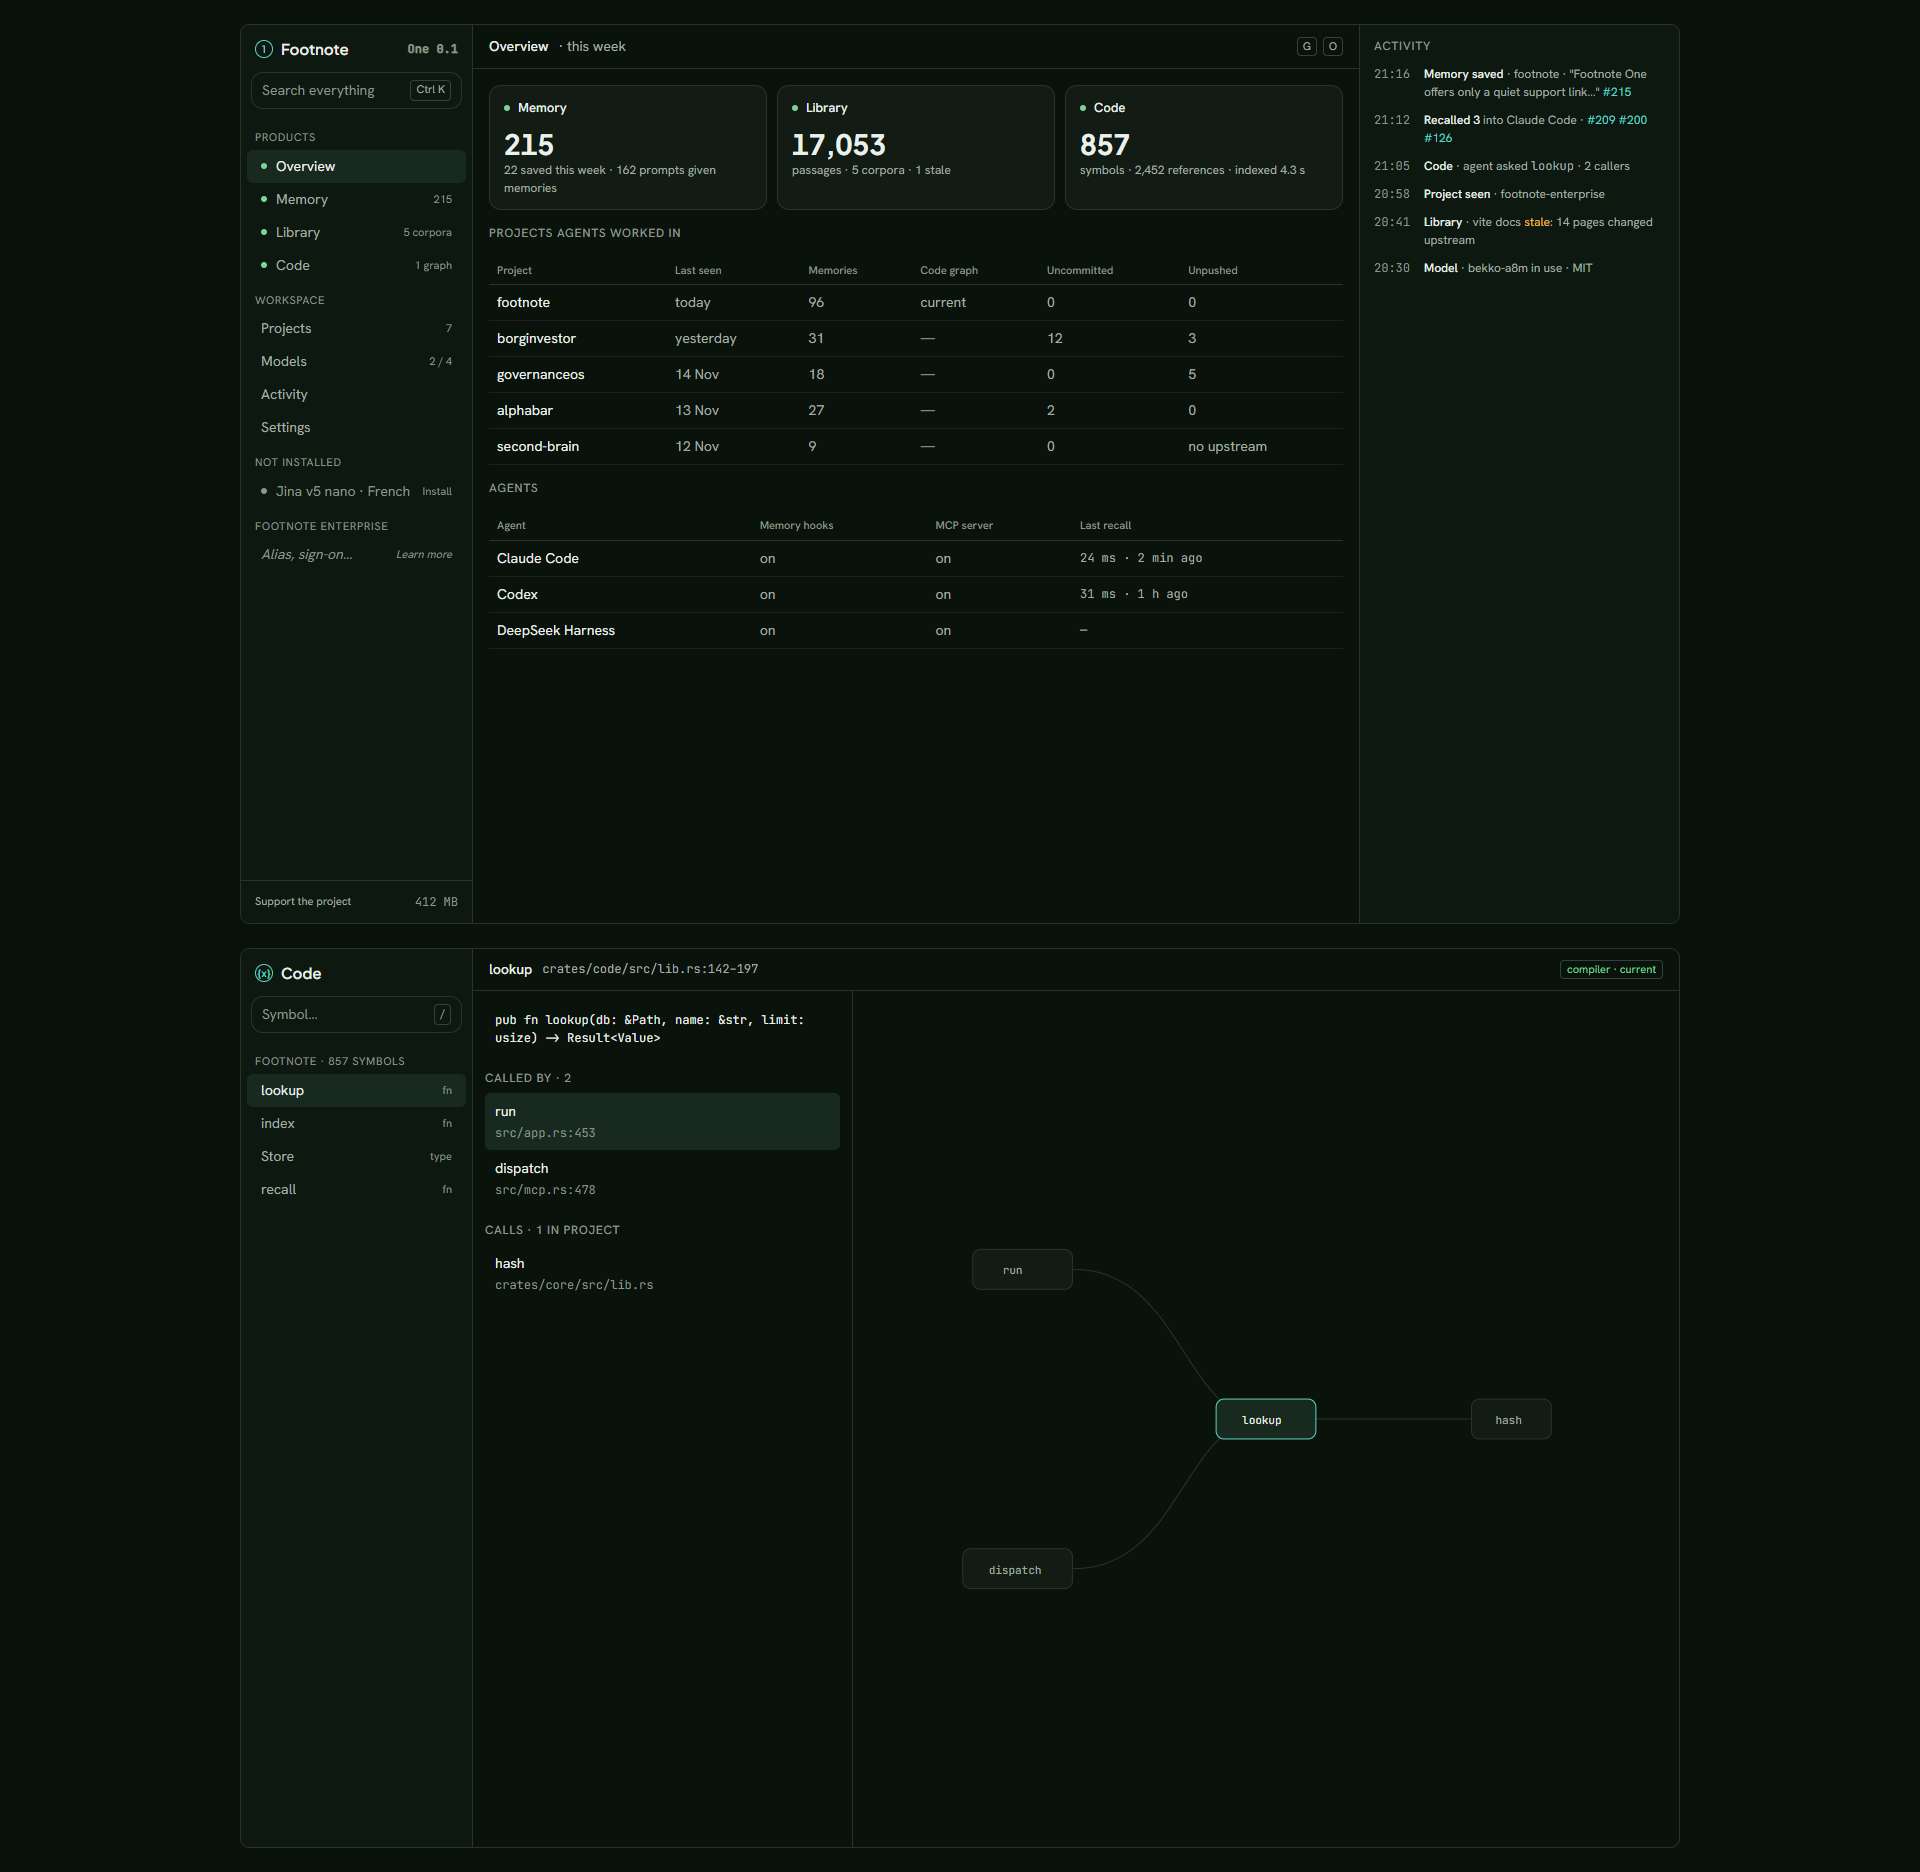 1 Footnote One 0.1
Search everything Ctrl K
PRODUCTS
Overview
Memory 215
Library 5 corpora
Code 1 graph
WORKSPACE
Projects 7
Models 2 / 4
Activity
Settings
NOT INSTALLED
Jina v5 nano · French Install
FOOTNOTE ENTERPRISE
Alias, sign-on… Learn more
Support the project 412 MB
Overview · this week G O
Memory
215
22 saved this week · 162 prompts given
memories
Library
17,053
passages · 5 corpora · 1 stale
Code
857
symbols · 2,452 references · indexed 4.3 s
PROJECTS AGENTS WORKED IN
Project Last seen Memories Code graph Uncommitted Unpushed
footnote today 96 current 0 0
borginvestor yesterday 31 — 12 3
governanceos 14 Nov 18 — 0 5
alphabar 13 Nov 27 — 2 0
second-brain 12 Nov 9 — 0 no upstream
AGENTS
Agent Memory hooks MCP server Last recall
Claude Code on on 24 ms · 2 min ago
Codex on on 31 ms · 1 h ago
DeepSeek Harness on on —
ACTIVITY
21:16 Memory saved · footnote · "Footnote One
offers only a quiet support link…" #215
21:12 Recalled 3 into Claude Code · #209 #200
#126
21:05 Code · agent asked lookup · 2 callers
20:58 Project seen · footnote-enterprise
20:41 Library · vite docs stale: 14 pages changed
upstream
20:30 Model · bekko-a8m in use · MIT
{x} Code
Symbol… /
FOOTNOTE · 857 SYMBOLS
lookup fn
index fn
Store type
recall fn
lookup crates/code/src/lib.rs:142–197 compiler · current
pub fn lookup(db: &Path, name: &str, limit:
usize) -> Result<Value>
CALLED BY · 2
run
src/app.rs:453
dispatch
src/mcp.rs:478
CALLS · 1 IN PROJECT
hash
crates/core/src/lib.rs
run
lookup
hash
dispatch